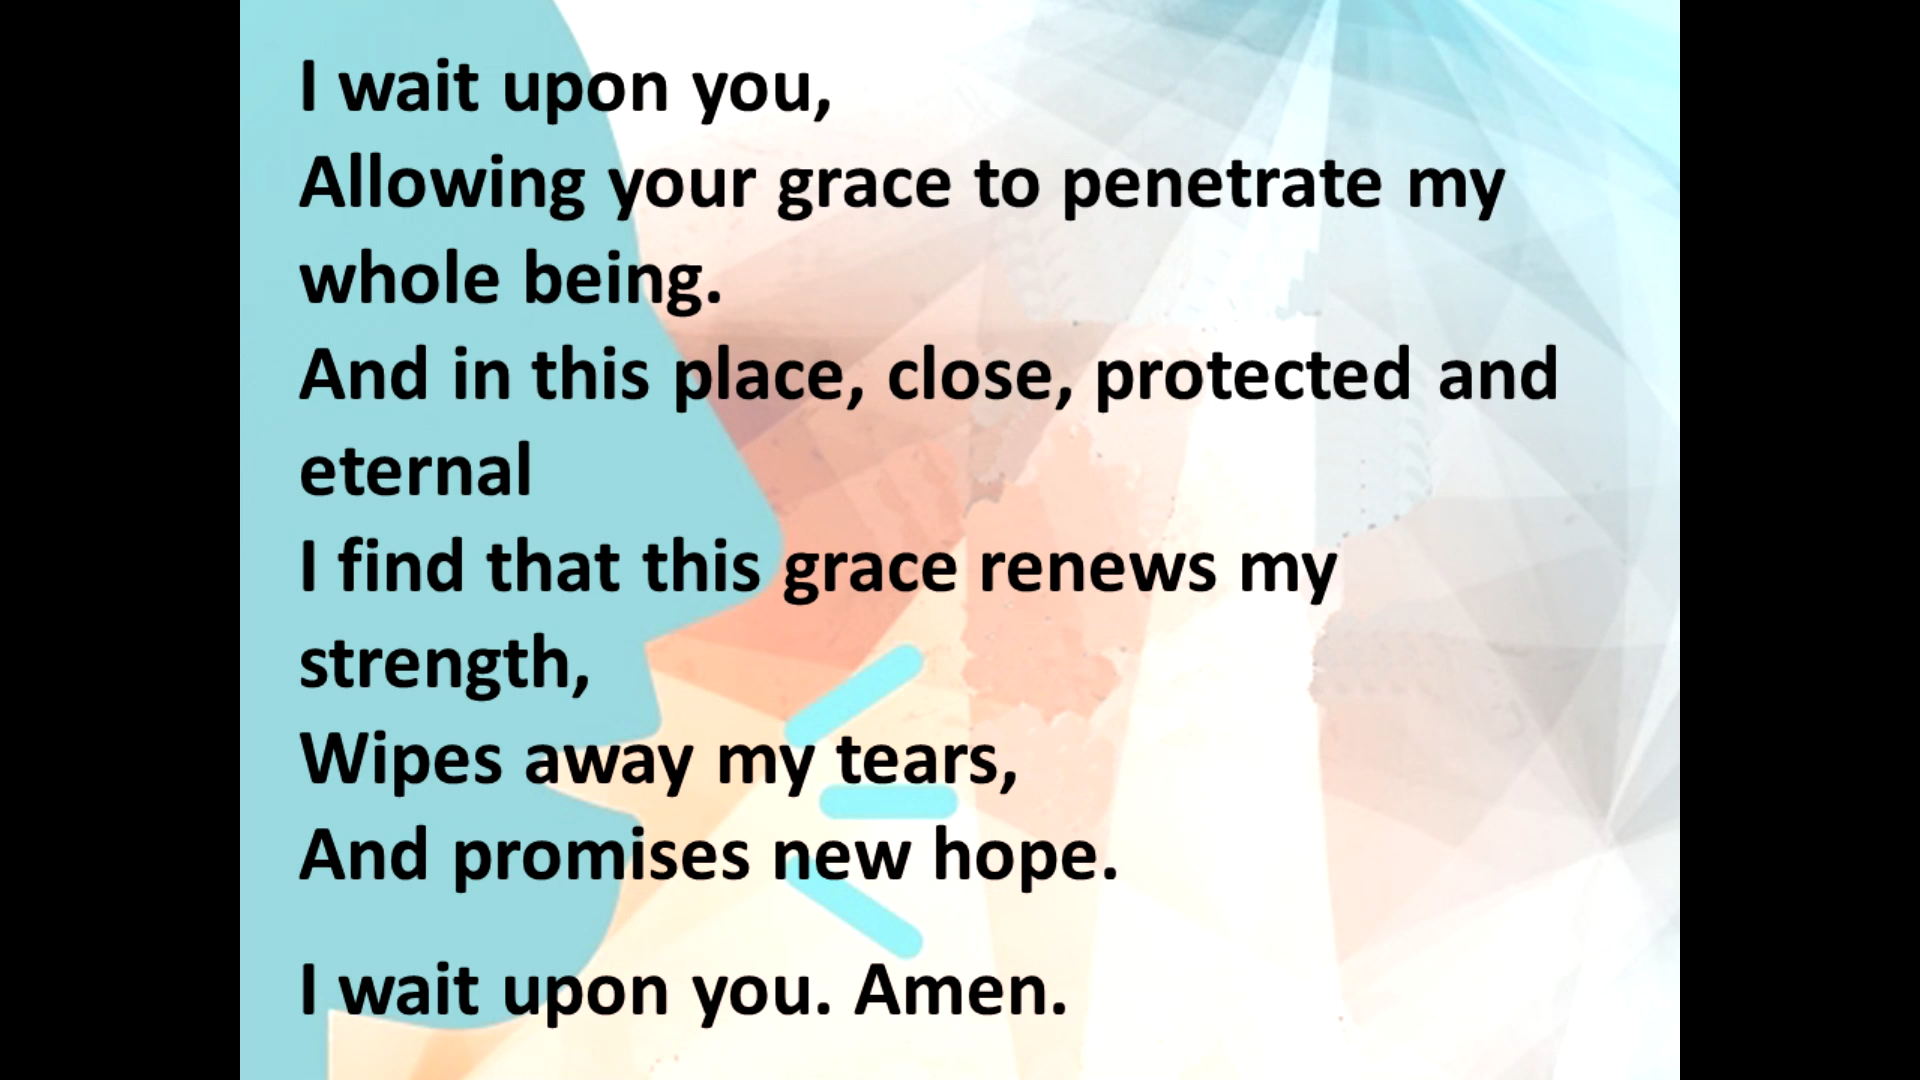 I wait upon you,
Allowing your grace to penetrate my
whole being.
And in this place, close, protected and
eternal
I find that this grace renews my
strength,
Wipes away my tears,
And promises new hope.
I wait upon you. Amen.